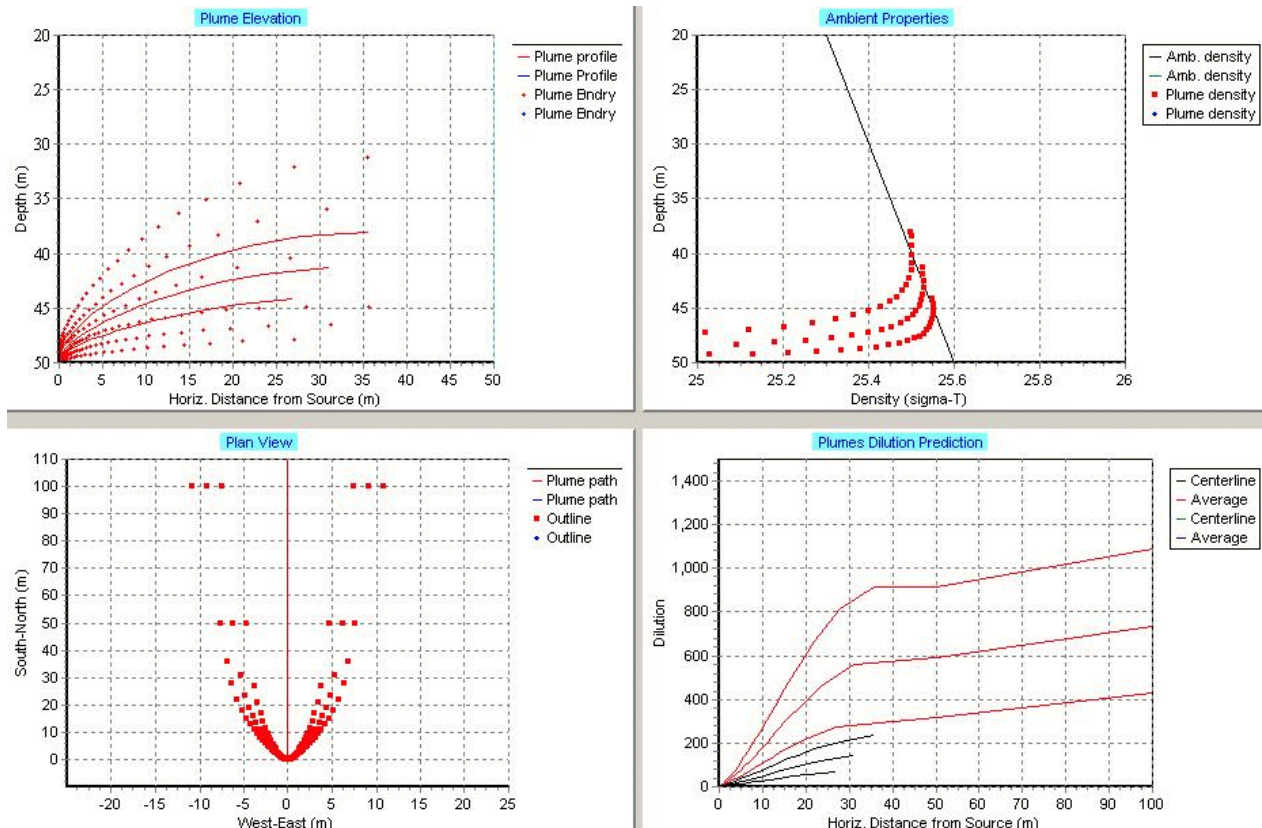 Plume Elevation
20
25
30
35
40
45
50
Depth (m)
0 5 10 15 20 25 30 35 40 45 50
Horiz. Distance from Source (m)
Plume profile
Plume Profile
Plume Bndry
Plume Bndry
Ambient Properties
20
25
30
35
40
45
50
Depth (m)
25 25.2 25.4 25.6 25.8 26
Density (sigma-T)
Amb. density
Amb. density
Plume density
Plume density
Plan View
110
100
90
80
70
60
50
40
30
20
10
0
South-North (m)
-20 -15 -10 -5 0 5 10 15 20 25
West-East (m)
Plume path
Plume path
Outline
Outline
Plumes Dilution Prediction
1,400
1,200
1,000
800
600
400
200
0
Dilution
0 10 20 30 40 50 60 70 80 90 100
Horiz. Distance from Source (m)
Centerline
Average
Centerline
Average